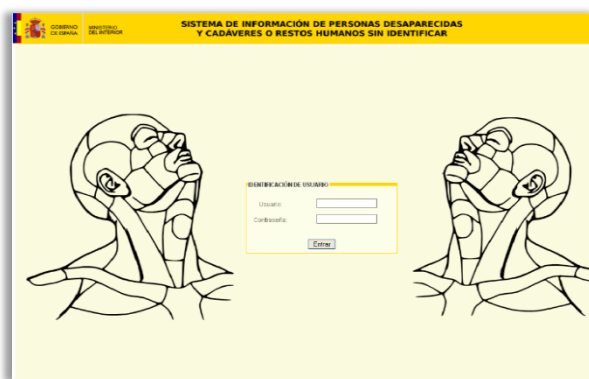 GOBIERNO
DE ESPAÑA
MINISTERIO
DEL INTERIOR
SISTEMA DE INFORMACIÓN DE PERSONAS DESAPARECIDAS
Y CADÁVERES O RESTOS HUMANOS SIN IDENTIFICAR
IDENTIFICACIÓN DE USUARIO
Usuario:
Contraseña:
Entrar